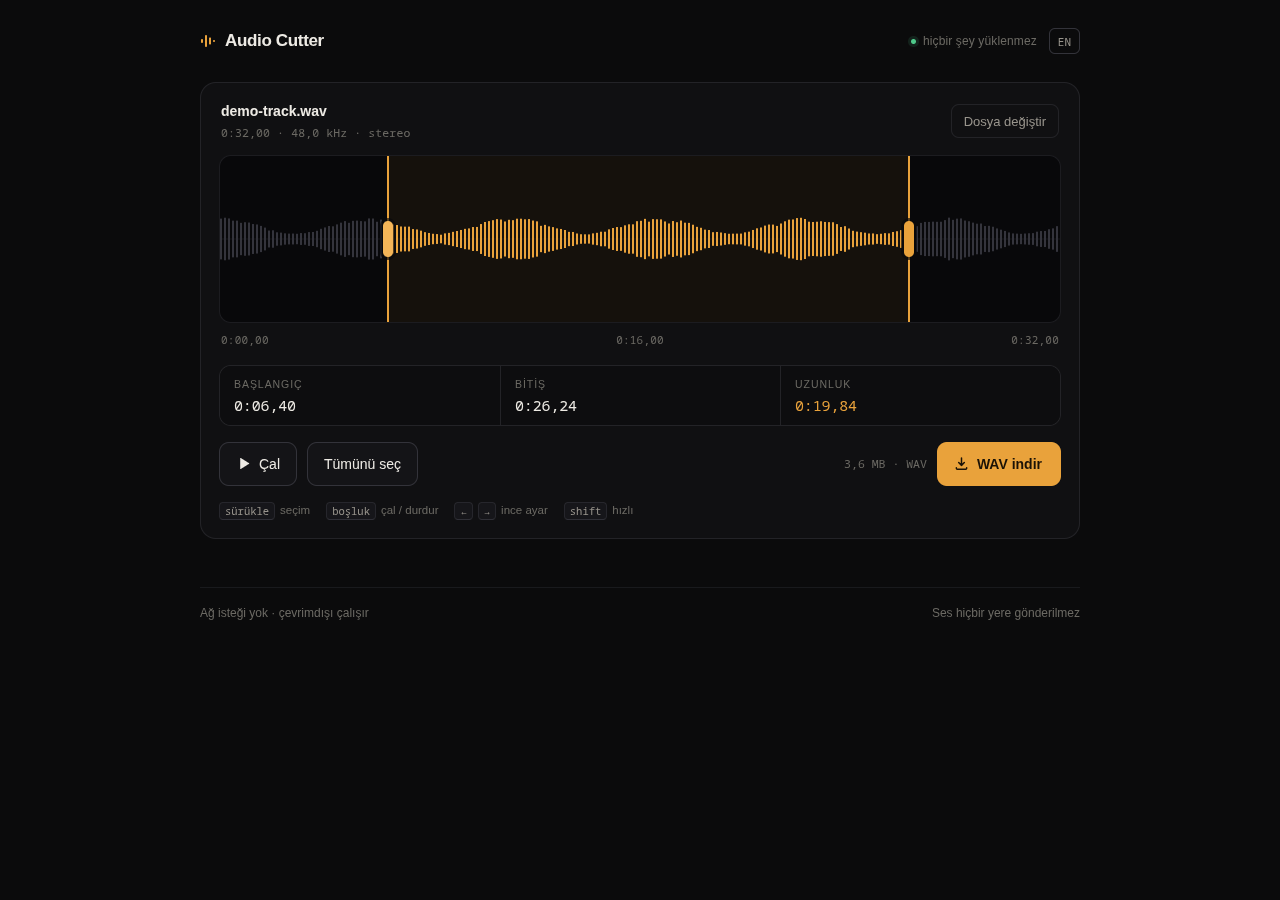 Audio Cutter
hiçbir şey yüklenmez
EN
demo-track.wav
0:32,00 · 48,0 kHz · stereo
Dosya değiştir
0:00,00
0:16,00
0:32,00
BAŞLANGIÇ
0:06,40
BİTİŞ
0:26,24
UZUNLUK
0:19,84
Çal
Tümünü seç
3,6 MB · WAV
WAV indir
sürükle seçim boşluk çal / durdur ← → ince ayar shift hızlı
Ağ isteği yok · çevrimdışı çalışır
Ses hiçbir yere gönderilmez